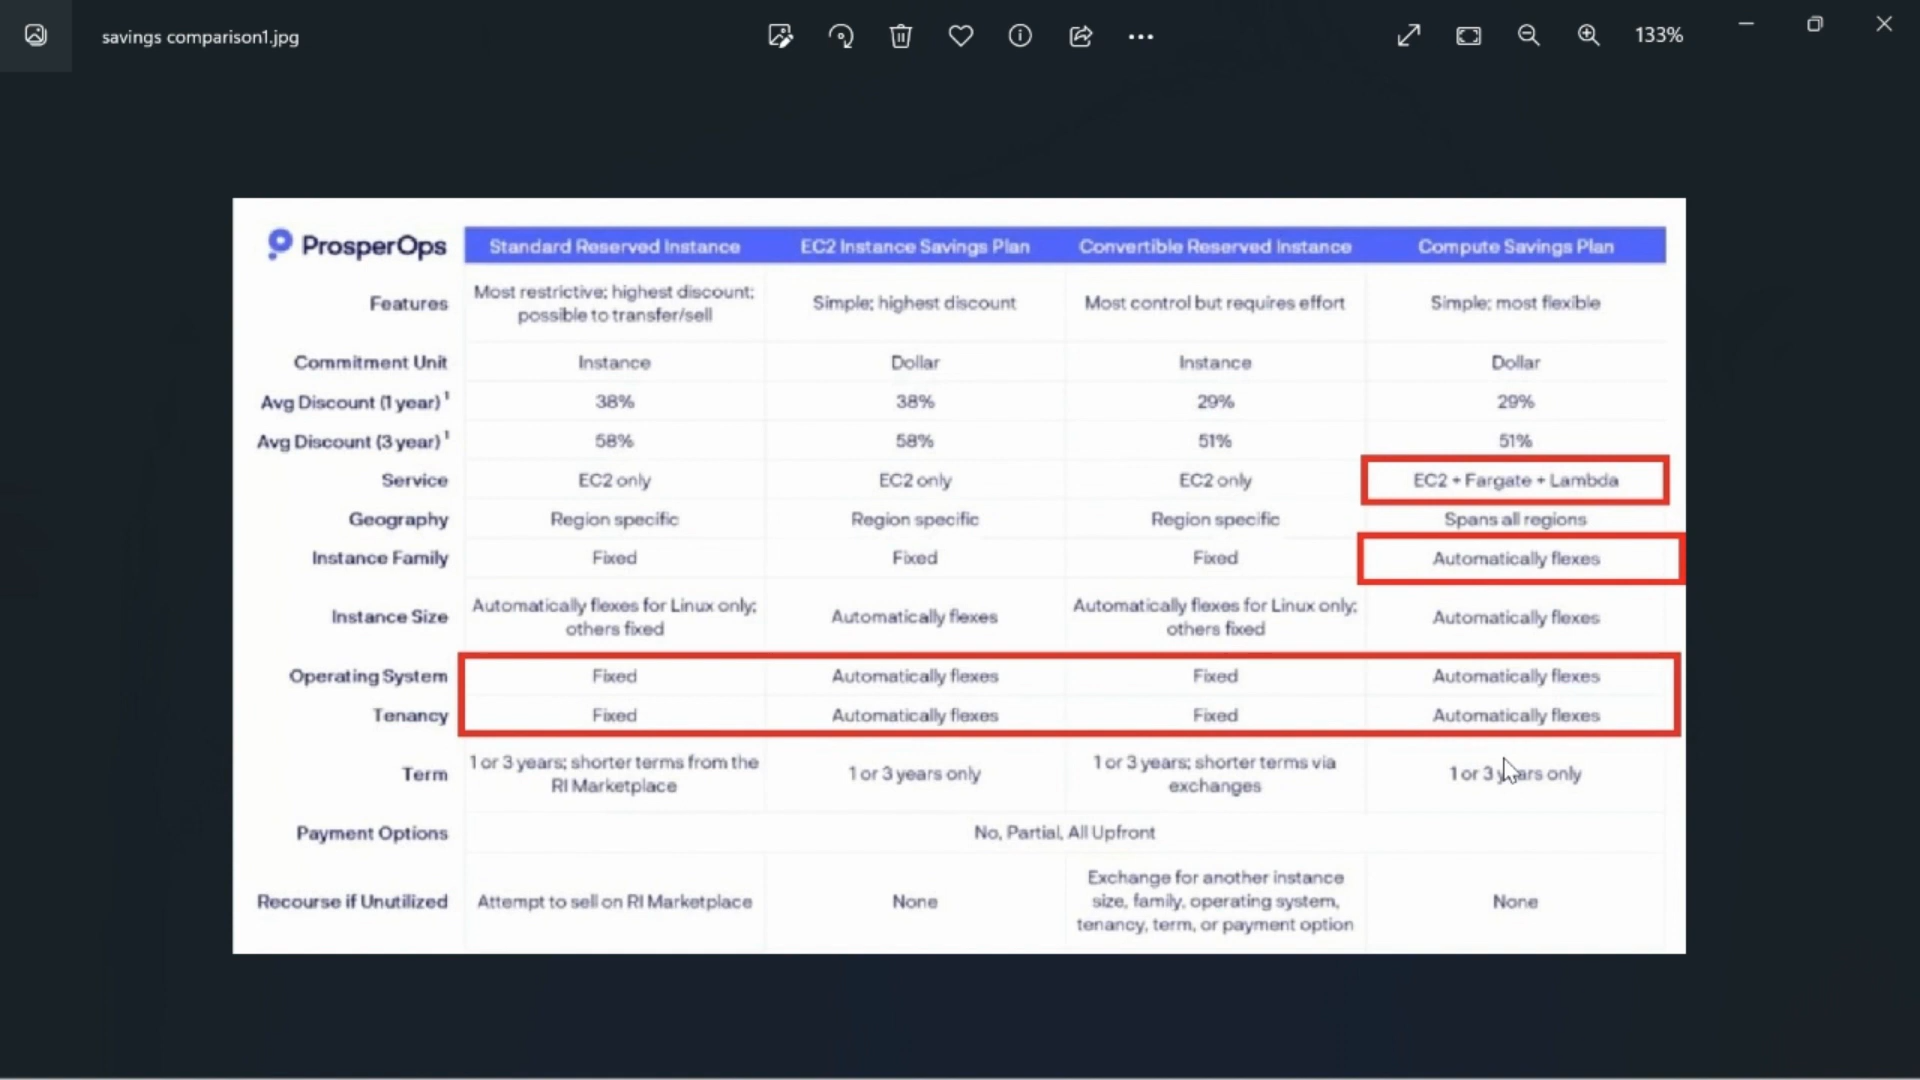 savings comparison1.jpg
133%
ProsperOps Standard Reserved Instance EC2 Instance Savings Plan Convertible Reserved Instance Compute Savings Plan
Features Most restrictive; highest discount; possible to transfer/sell Simple; highest discount Most control but requires effort Simple; most flexible
Commitment Unit Instance Dollar Instance Dollar
Avg Discount (1 year) 1 38% 38% 29% 29%
Avg Discount (3 year) 1 58% 58% 51% 51%
Service EC2 only EC2 only EC2 only EC2 + Fargate + Lambda
Geography Region specific Region specific Region specific Spans all regions
Instance Family Fixed Fixed Fixed Automatically flexes
Instance Size Automatically flexes for Linux only; others fixed Automatically flexes Automatically flexes for Linux only; others fixed Automatically flexes
Operating System Fixed Automatically flexes Fixed Automatically flexes
Tenancy Fixed Automatically flexes Fixed Automatically flexes
Term 1 or 3 years; shorter terms from the RI Marketplace 1 or 3 years only 1 or 3 years; shorter terms via exchanges 1 or 3 years only
Payment Options No, Partial, All Upfront
Recourse if Unutilized Attempt to sell on RI Marketplace None Exchange for another instance size, family, operating system, tenancy, term, or payment option None